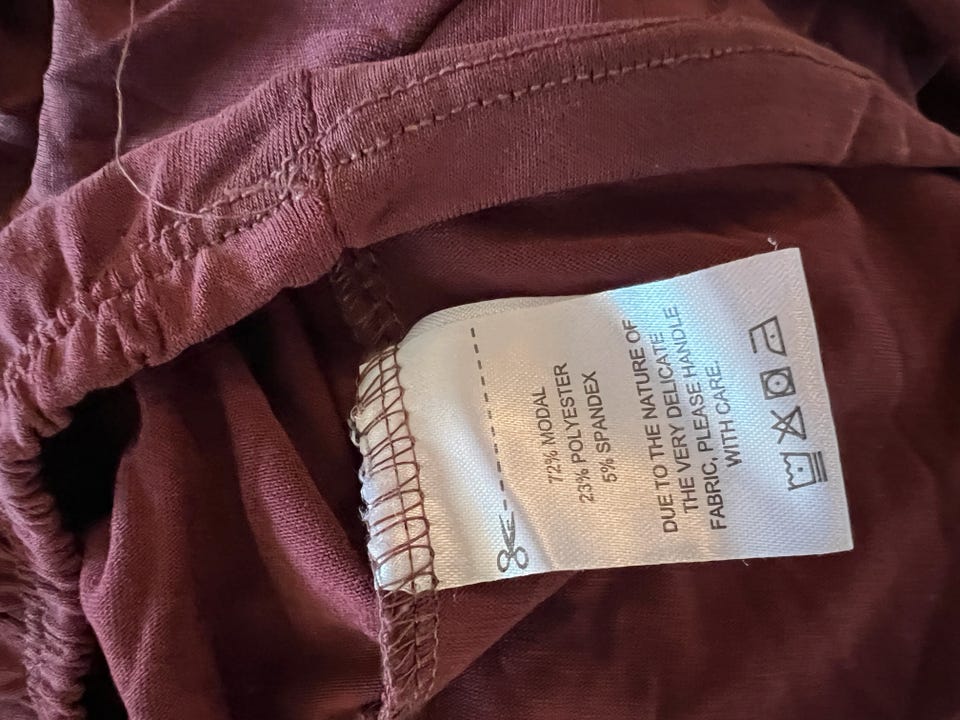 72% MODAL
23% POLYESTER
5% SPANDEX
DUE TO THE NATURE OF
THE VERY DELICATE
FABRIC, PLEASE HANDLE
WITH CARE.